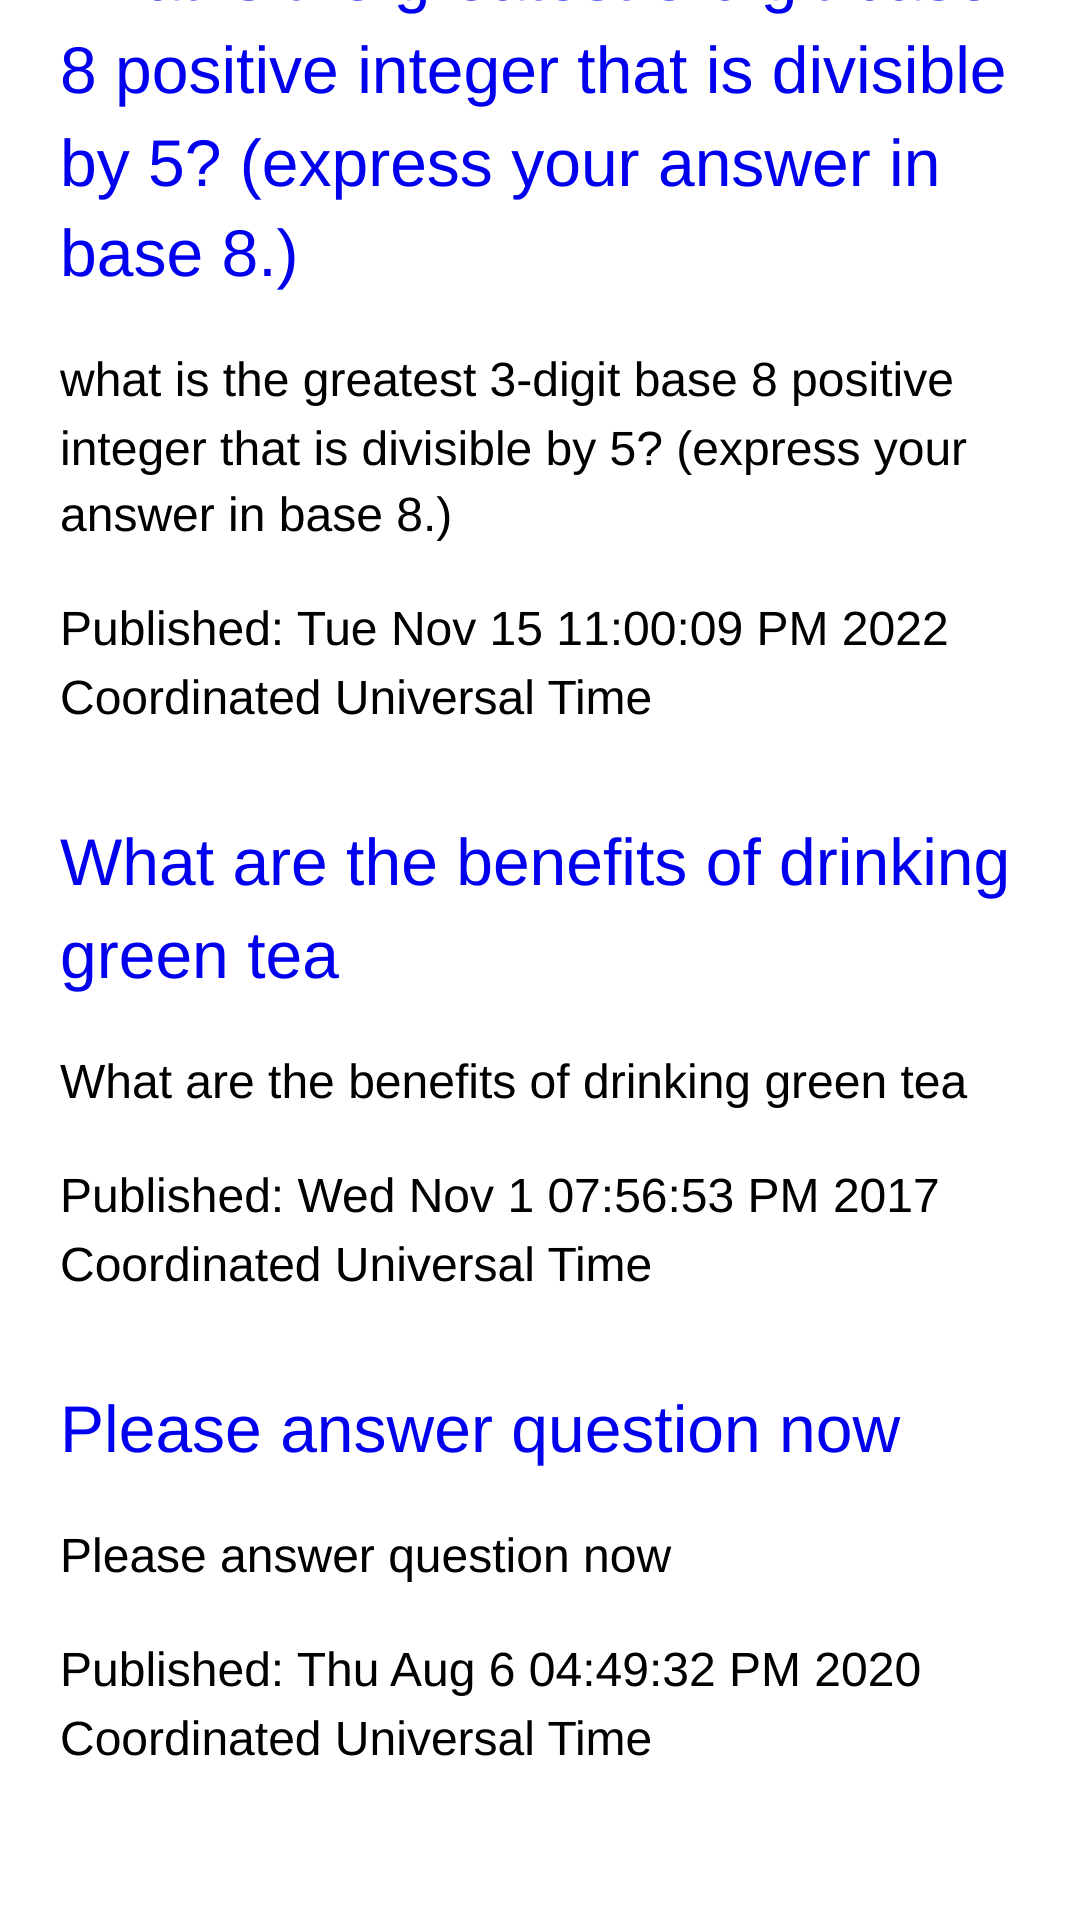 8 positive integer that is divisible
by 5? (express your answer in
base 8.)
what is the greatest 3-digit base 8 positive
integer that is divisible by 5? (express your
answer in base 8.)
Published: Tue Nov 15 11:00:09 PM 2022
Coordinated Universal Time
What are the benefits of drinking
green tea
What are the benefits of drinking green tea
Published: Wed Nov 1 07:56:53 PM 2017
Coordinated Universal Time
Please answer question now
Please answer question now
Published: Thu Aug 6 04:49:32 PM 2020
Coordinated Universal Time